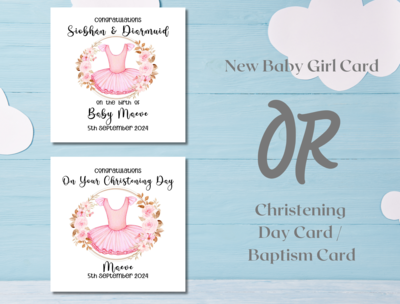 Congratulations
Siobhan & Diarmuid
on the birth of
Baby Maeve
5th September 2024
Congratulations
On Your Christening Day
Maeve
5th September 2024
New Baby Girl Card
OR
Christening
Day Card /
Baptism Card